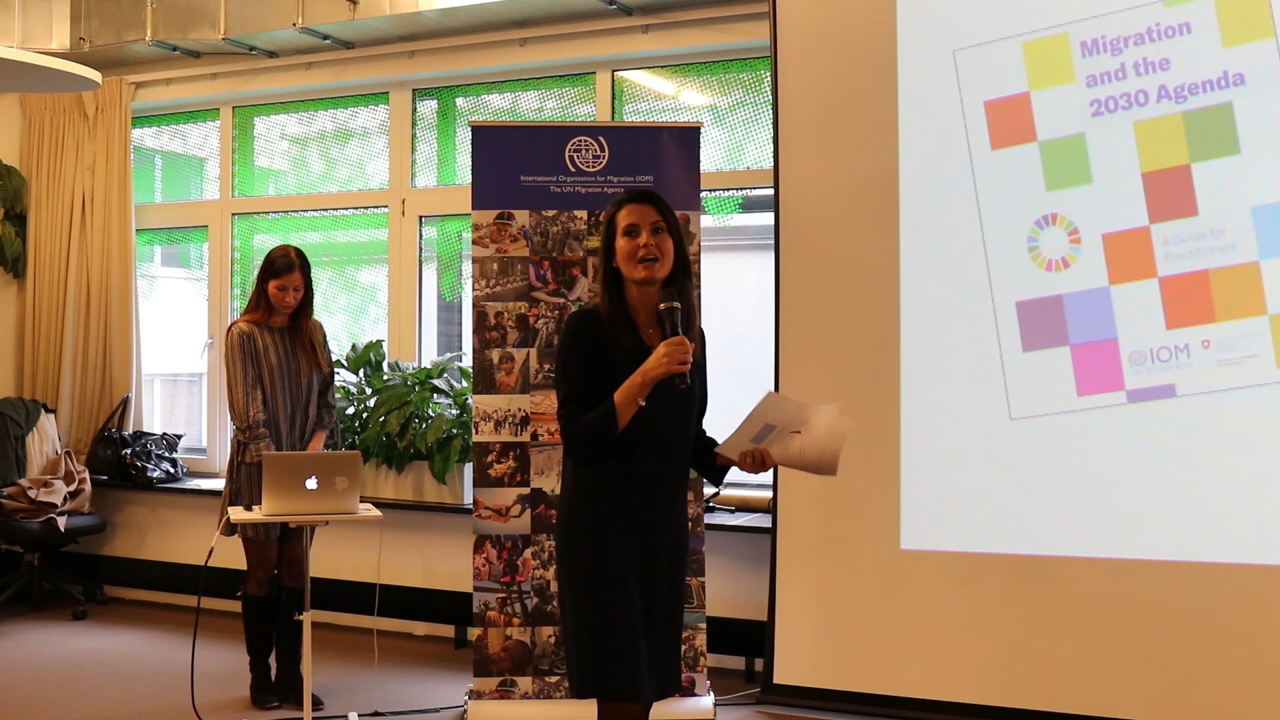 International Organization for Migration (IOM)
The UN Migration Agency
Migration
and the
2030 Agenda
A Guide for
Practitioners
IOM